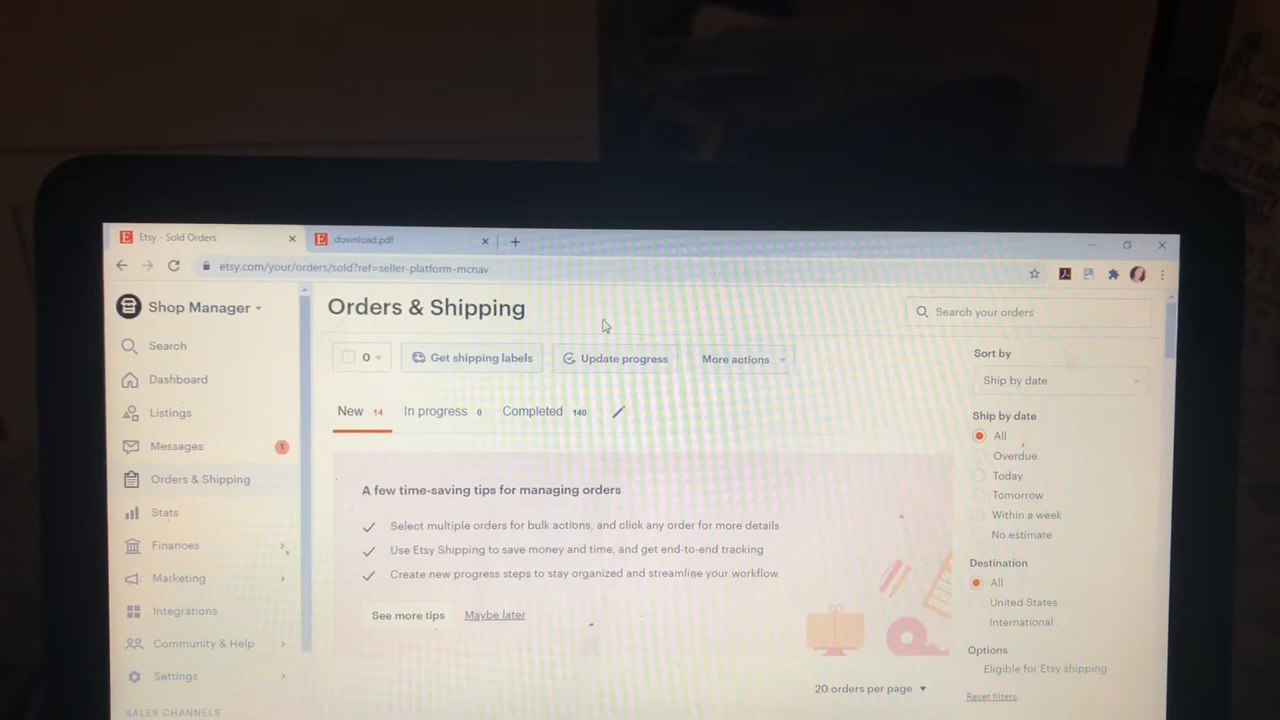 E Etsy - Sold Orders
E download.pdf
etsy.com/your/orders/sold?ref=seller-platform-mcnav
Shop Manager
Search
Dashboard
Listings
Messages 1
Orders & Shipping
Stats
Finances
Marketing
Integrations
Community & Help
Settings
SALES CHANNELS
Orders & Shipping
Search your orders
0
Get shipping labels
Update progress
More actions
New 14
In progress 0
Completed 140
A few time-saving tips for managing orders
Select multiple orders for bulk actions, and click any order for more details
Use Etsy Shipping to save money and time, and get end-to-end tracking
Create new progress steps to stay organized and streamline your workflow
See more tips
Maybe later
20 orders per page
Sort by
Ship by date
Ship by date
All
Overdue
Today
Tomorrow
Within a week
No estimate
Destination
All
United States
International
Options
Eligible for Etsy shipping
Reset filters